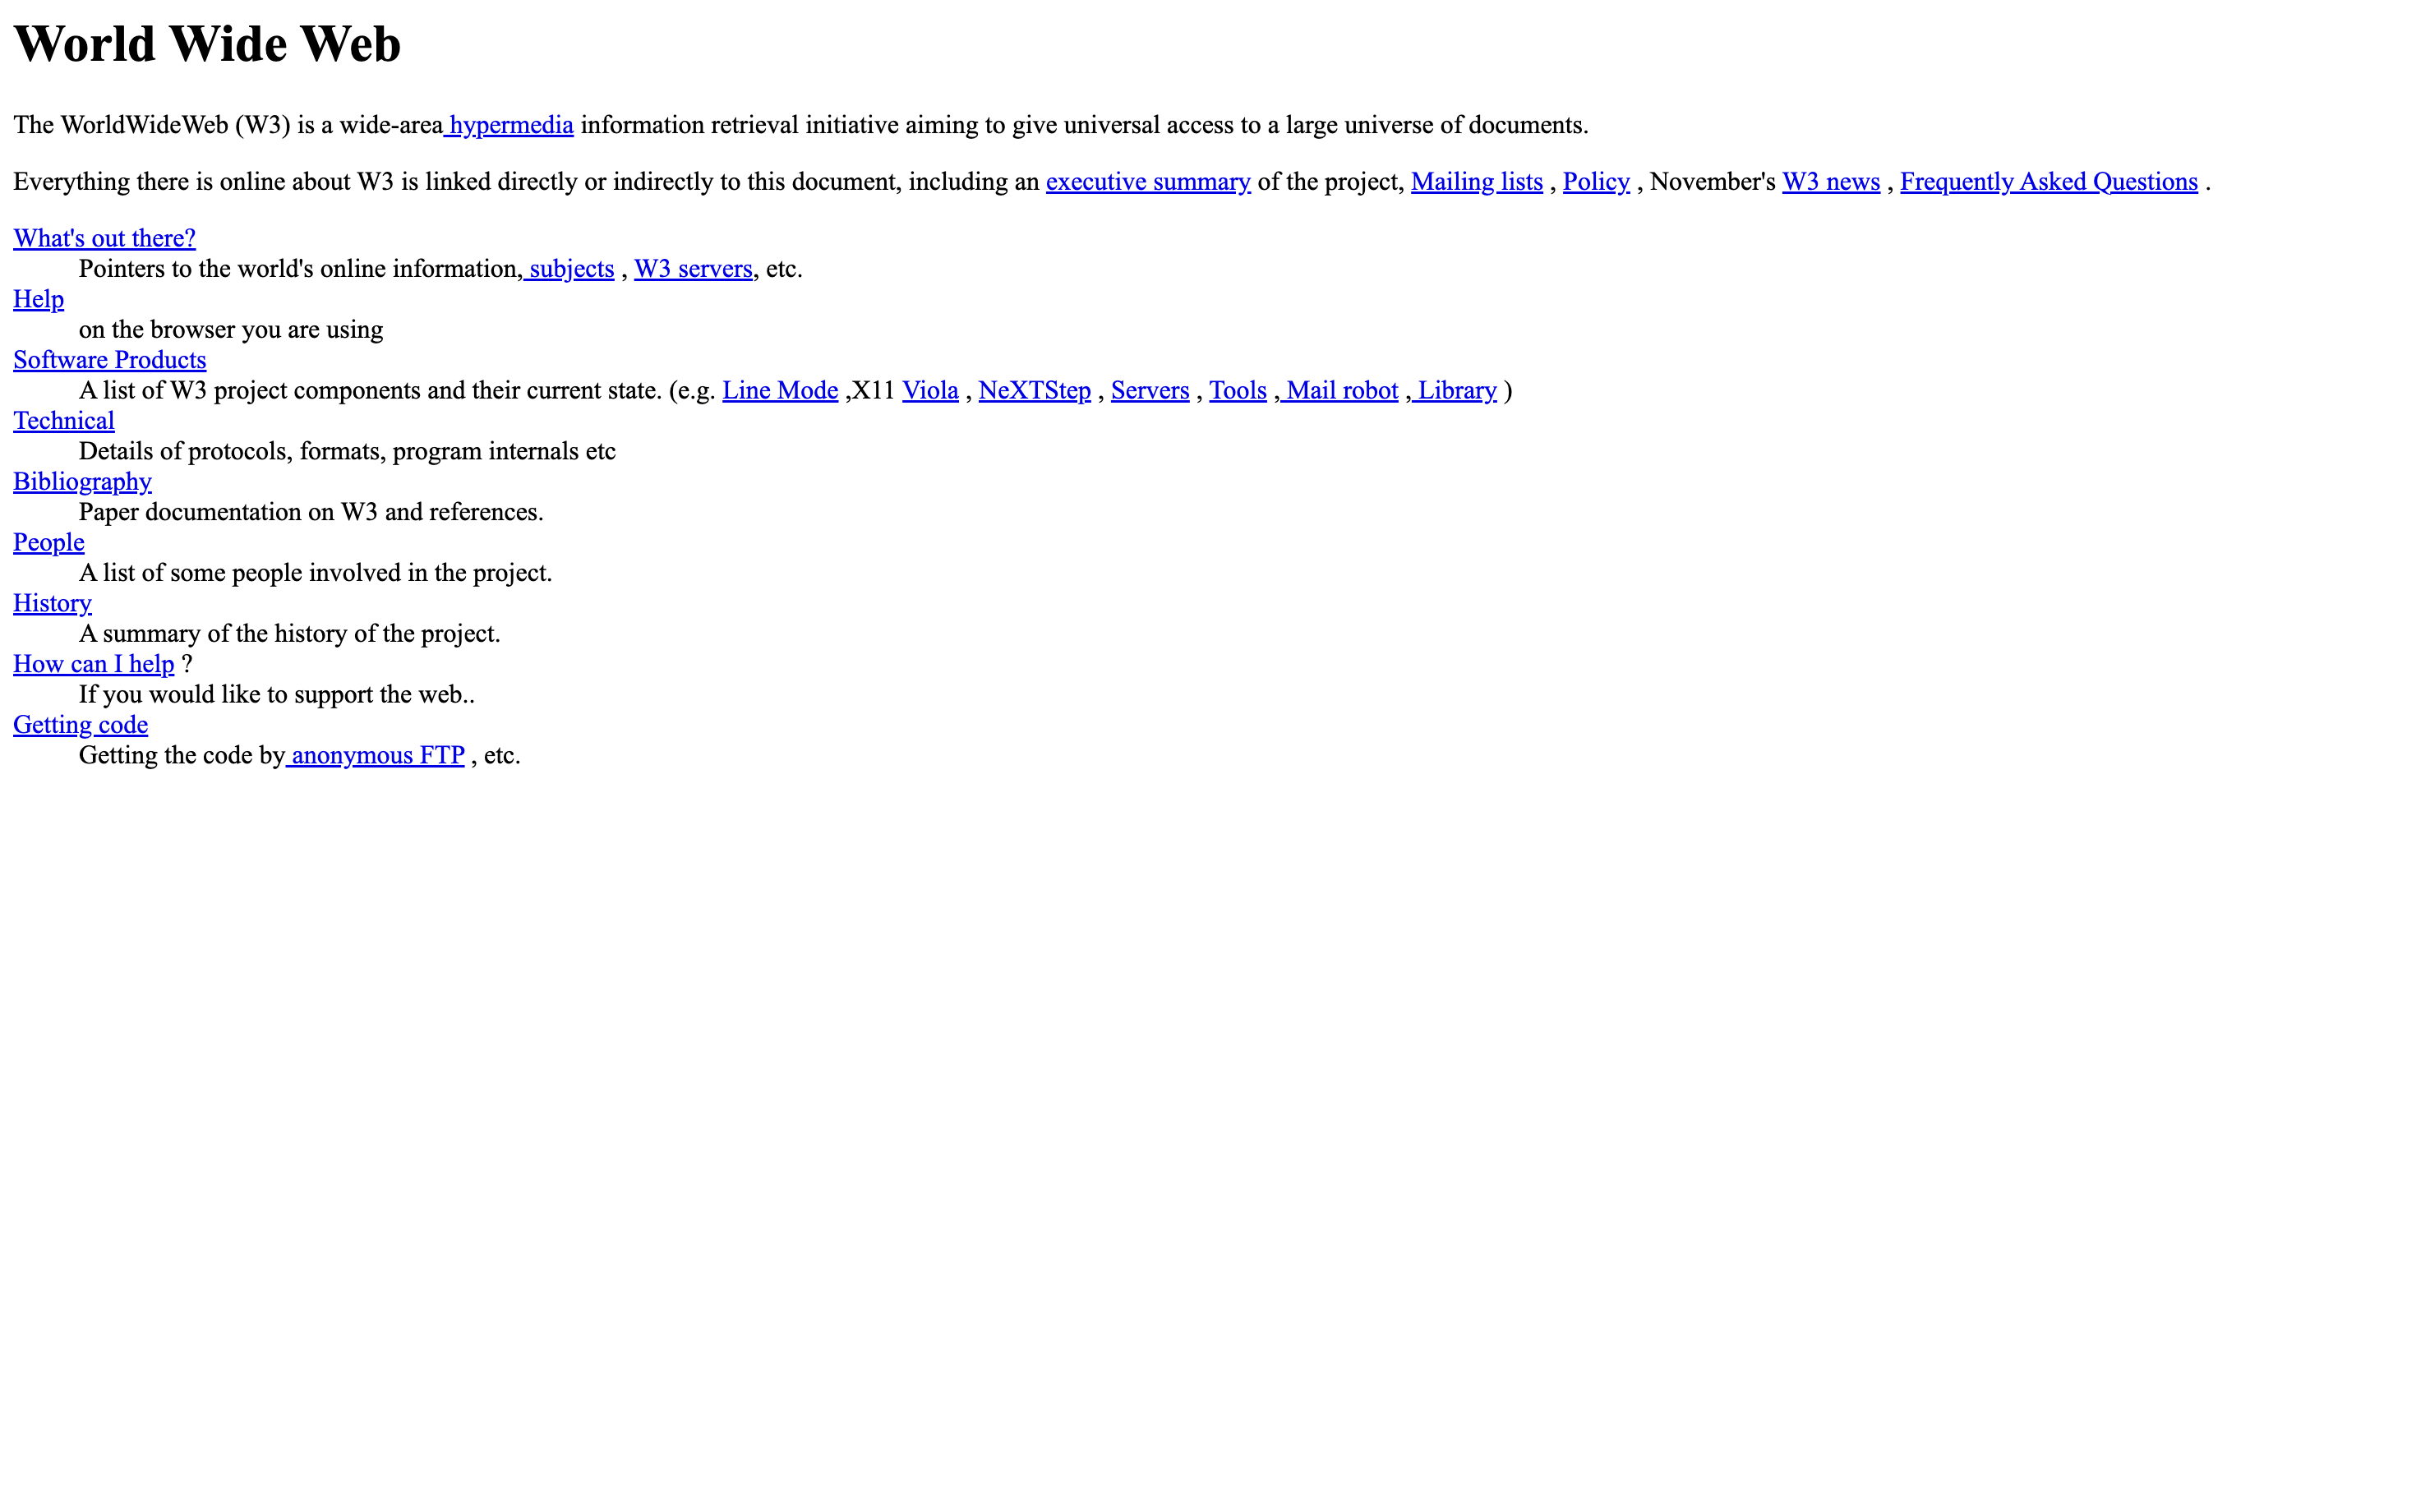 World Wide Web
The WorldWideWeb (W3) is a wide-area hypermedia information retrieval initiative aiming to give universal access to a large universe of documents.
Everything there is online about W3 is linked directly or indirectly to this document, including an executive summary of the project, Mailing lists , Policy , November's W3 news , Frequently Asked Questions .
What's out there?
Pointers to the world's online information, subjects , W3 servers, etc.
Help
on the browser you are using
Software Products
A list of W3 project components and their current state. (e.g. Line Mode ,X11 Viola , NeXTStep , Servers , Tools , Mail robot , Library )
Technical
Details of protocols, formats, program internals etc
Bibliography
Paper documentation on W3 and references.
People
A list of some people involved in the project.
History
A summary of the history of the project.
How can I help ?
If you would like to support the web..
Getting code
Getting the code by anonymous FTP , etc.